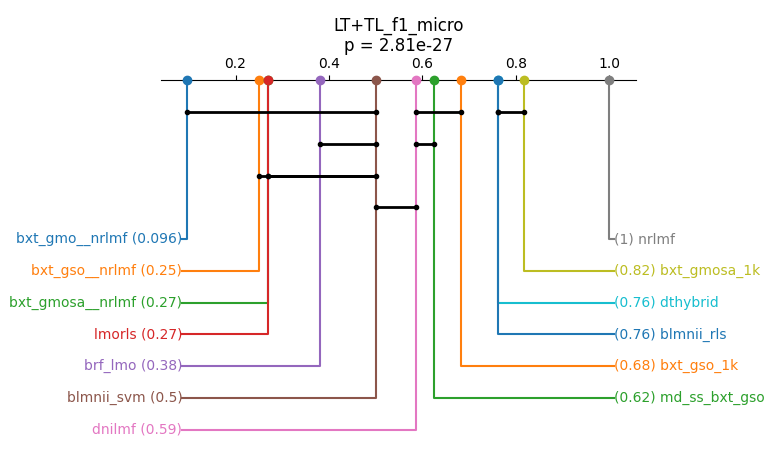 LT+TL_f1_micro
p = 2.81e-27
0.2 0.4 0.6 0.8 1.0
bxt_gmo__nrlmf (0.096) (1) nrlmf
bxt_gso__nrlmf (0.25) (0.82) bxt_gmosa_1k
bxt_gmosa__nrlmf (0.27) (0.76) dthybrid
lmorls (0.27) (0.76) blmnii_rls
brf_lmo (0.38) (0.68) bxt_gso_1k
blmnii_svm (0.5) (0.62) md_ss_bxt_gso
dnilmf (0.59)